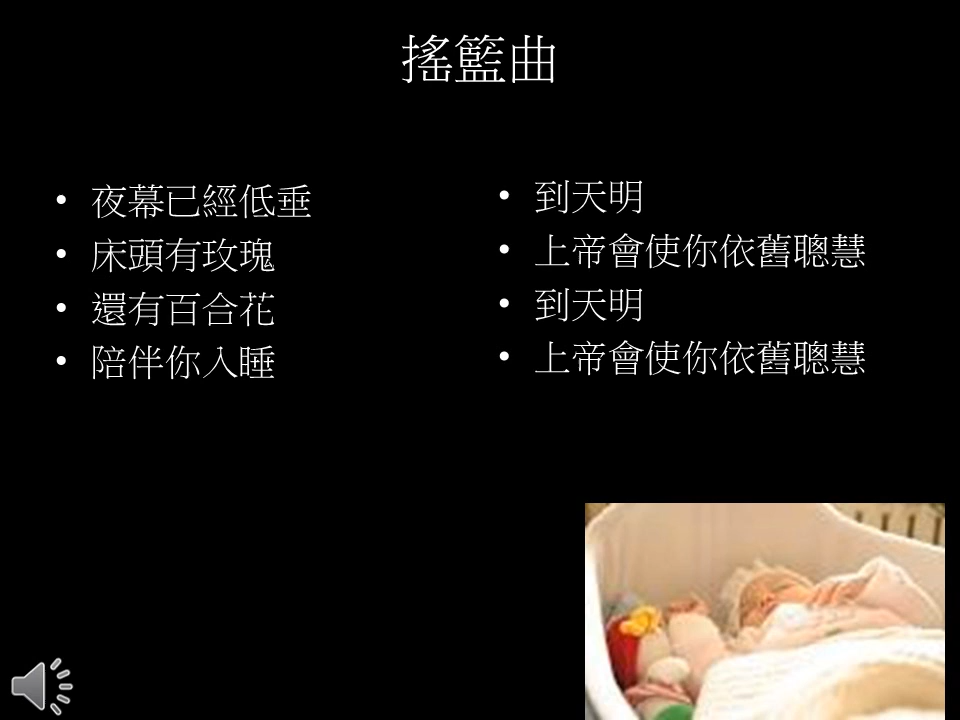 搖籃曲
• 夜幕已經低垂
• 床頭有玫瑰
• 還有百合花
• 陪伴你入睡
• 到天明
• 上帝會使你依舊聰慧
• 到天明
• 上帝會使你依舊聰慧